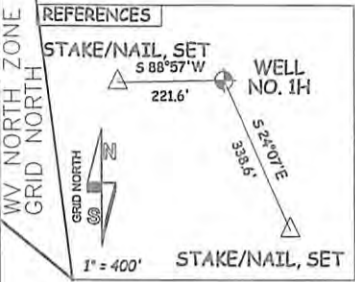 REFERENCES
WV NORTH ZONE
GRID NORTH
STAKE/NAIL, SET
S 88°57'W
221.6'
WELL
NO. 1H
S 24°07'E
338.6'
GRID NORTH
N
S
1" = 400'
STAKE/NAIL, SET